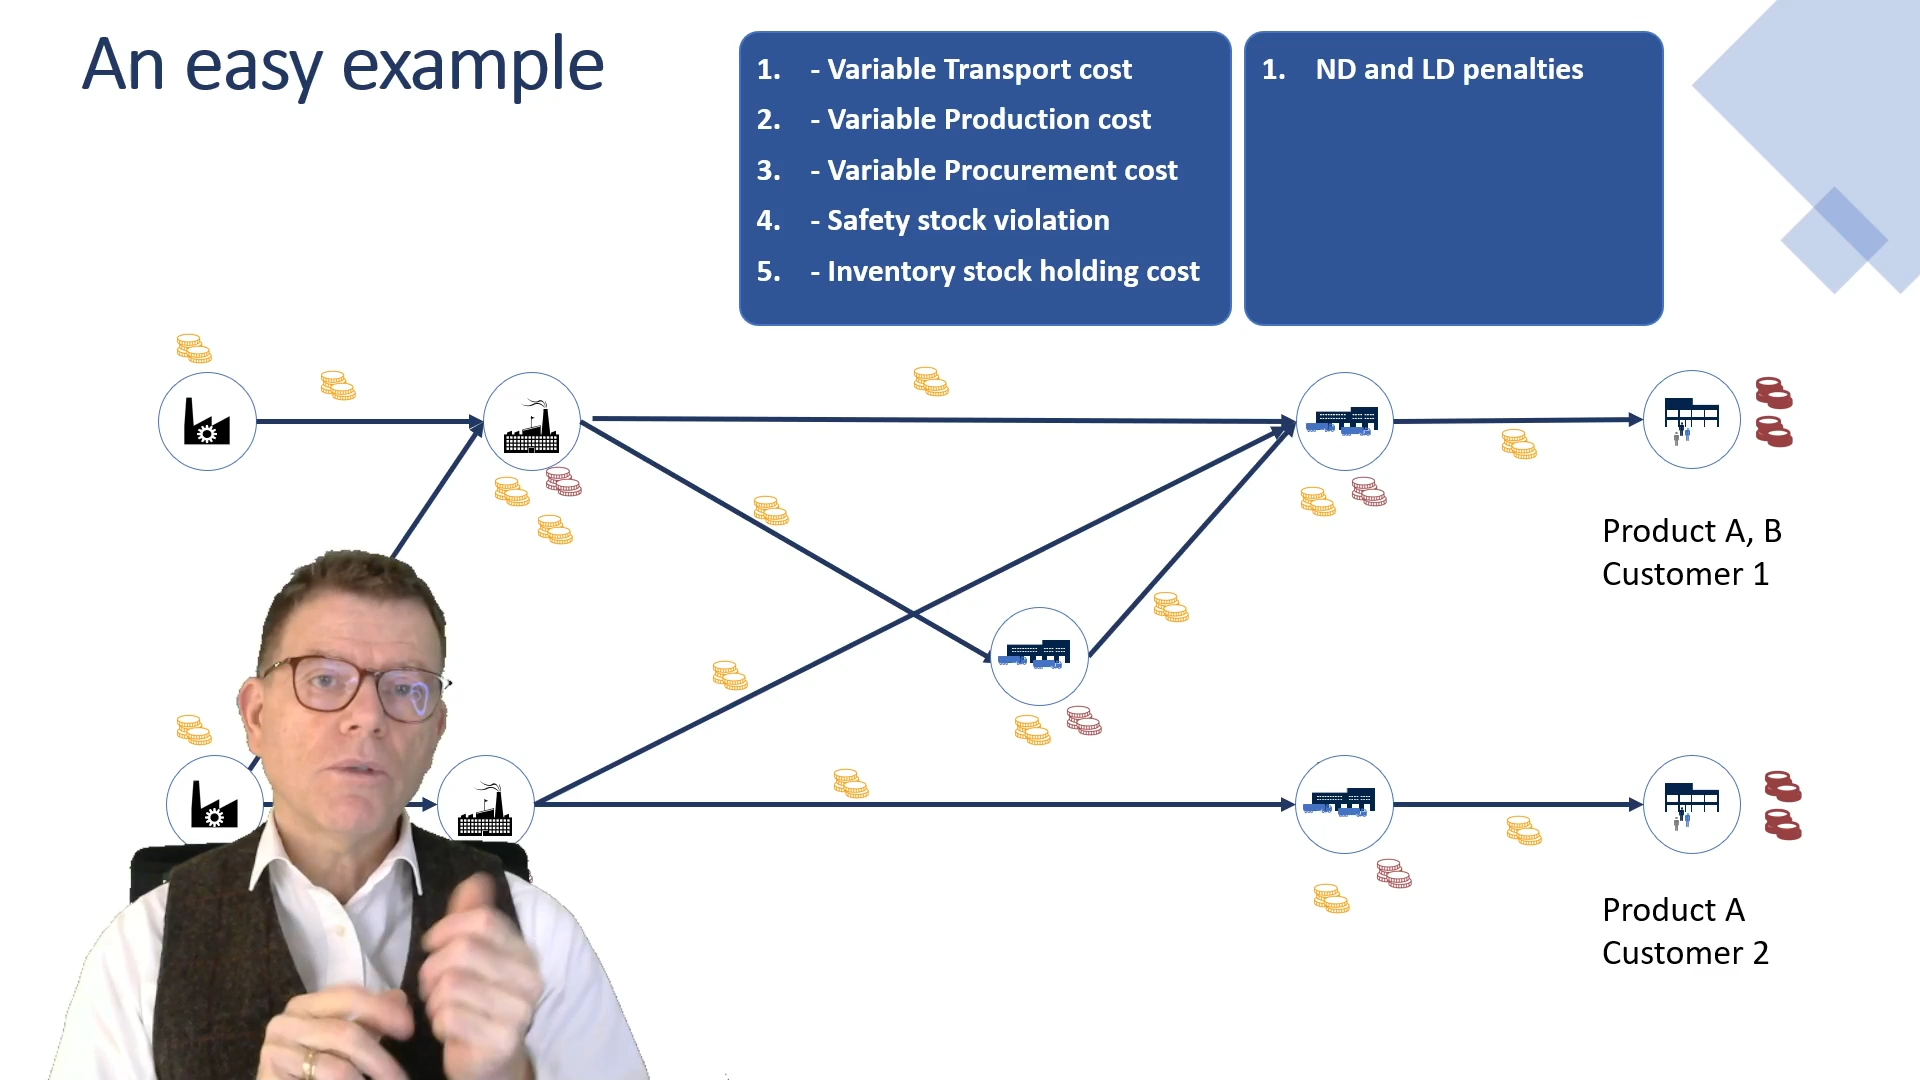 An easy example
1. - Variable Transport cost
2. - Variable Production cost
3. - Variable Procurement cost
4. - Safety stock violation
5. - Inventory stock holding cost
1. ND and LD penalties
Product A, B
Customer 1
Product A
Customer 2